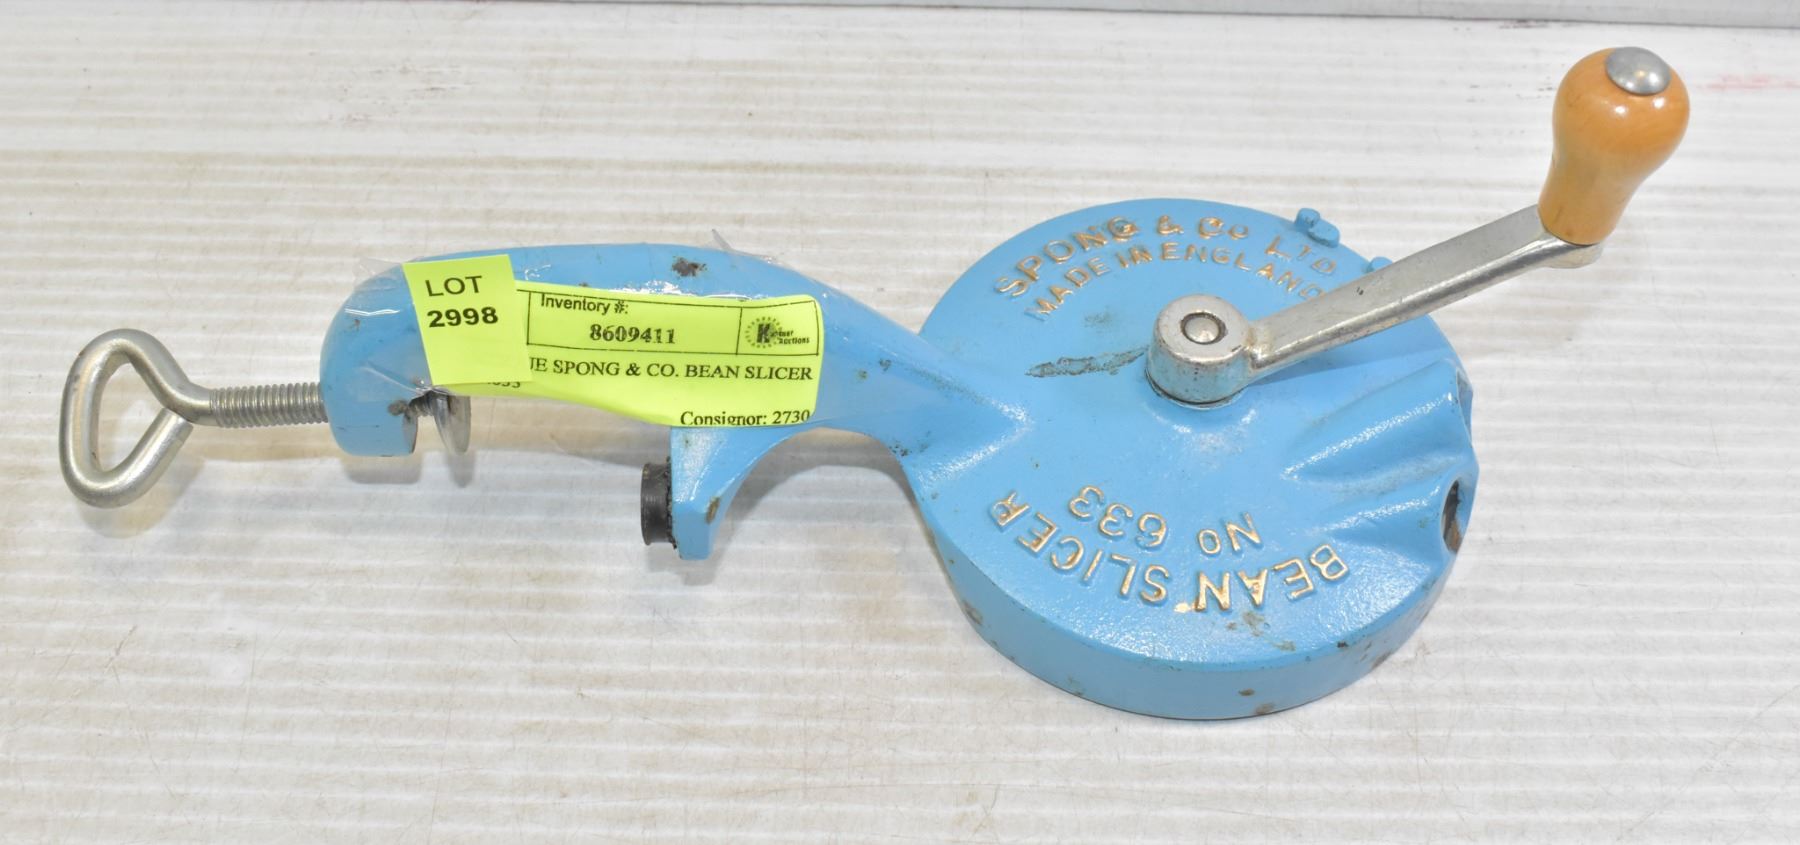 LOT
2998
Inventory #:
8609411
UE SPONG & CO. BEAN SLICER
Consignor: 2730
SPONG & Co LTD
MADE IN ENGLAND
BEAN SLICER
No 633